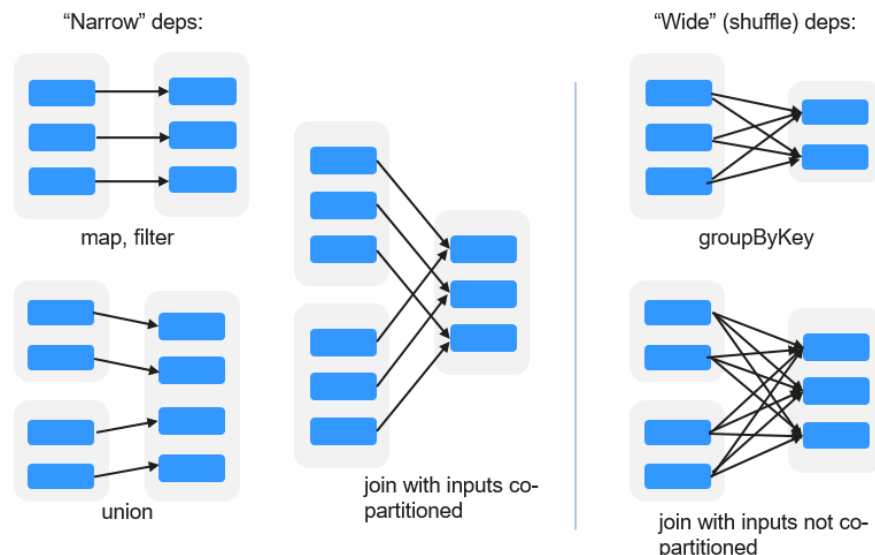 “Narrow” deps:
map, filter
union
join with inputs co-
partitioned
“Wide” (shuffle) deps:
groupByKey
join with inputs not co-
partitioned